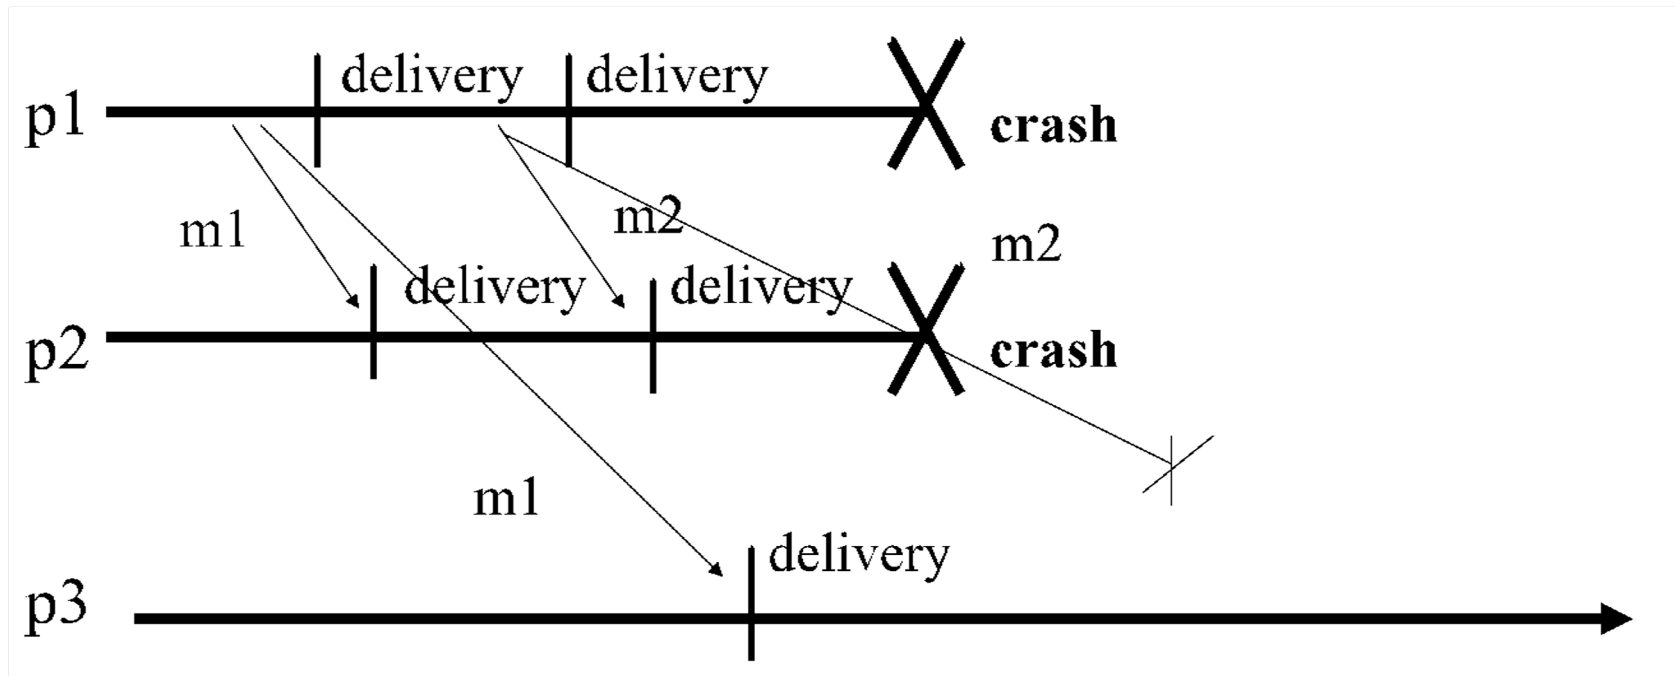 delivery delivery
p1
crash
m1 m2 m2
delivery delivery
p2
crash
m1
delivery
p3